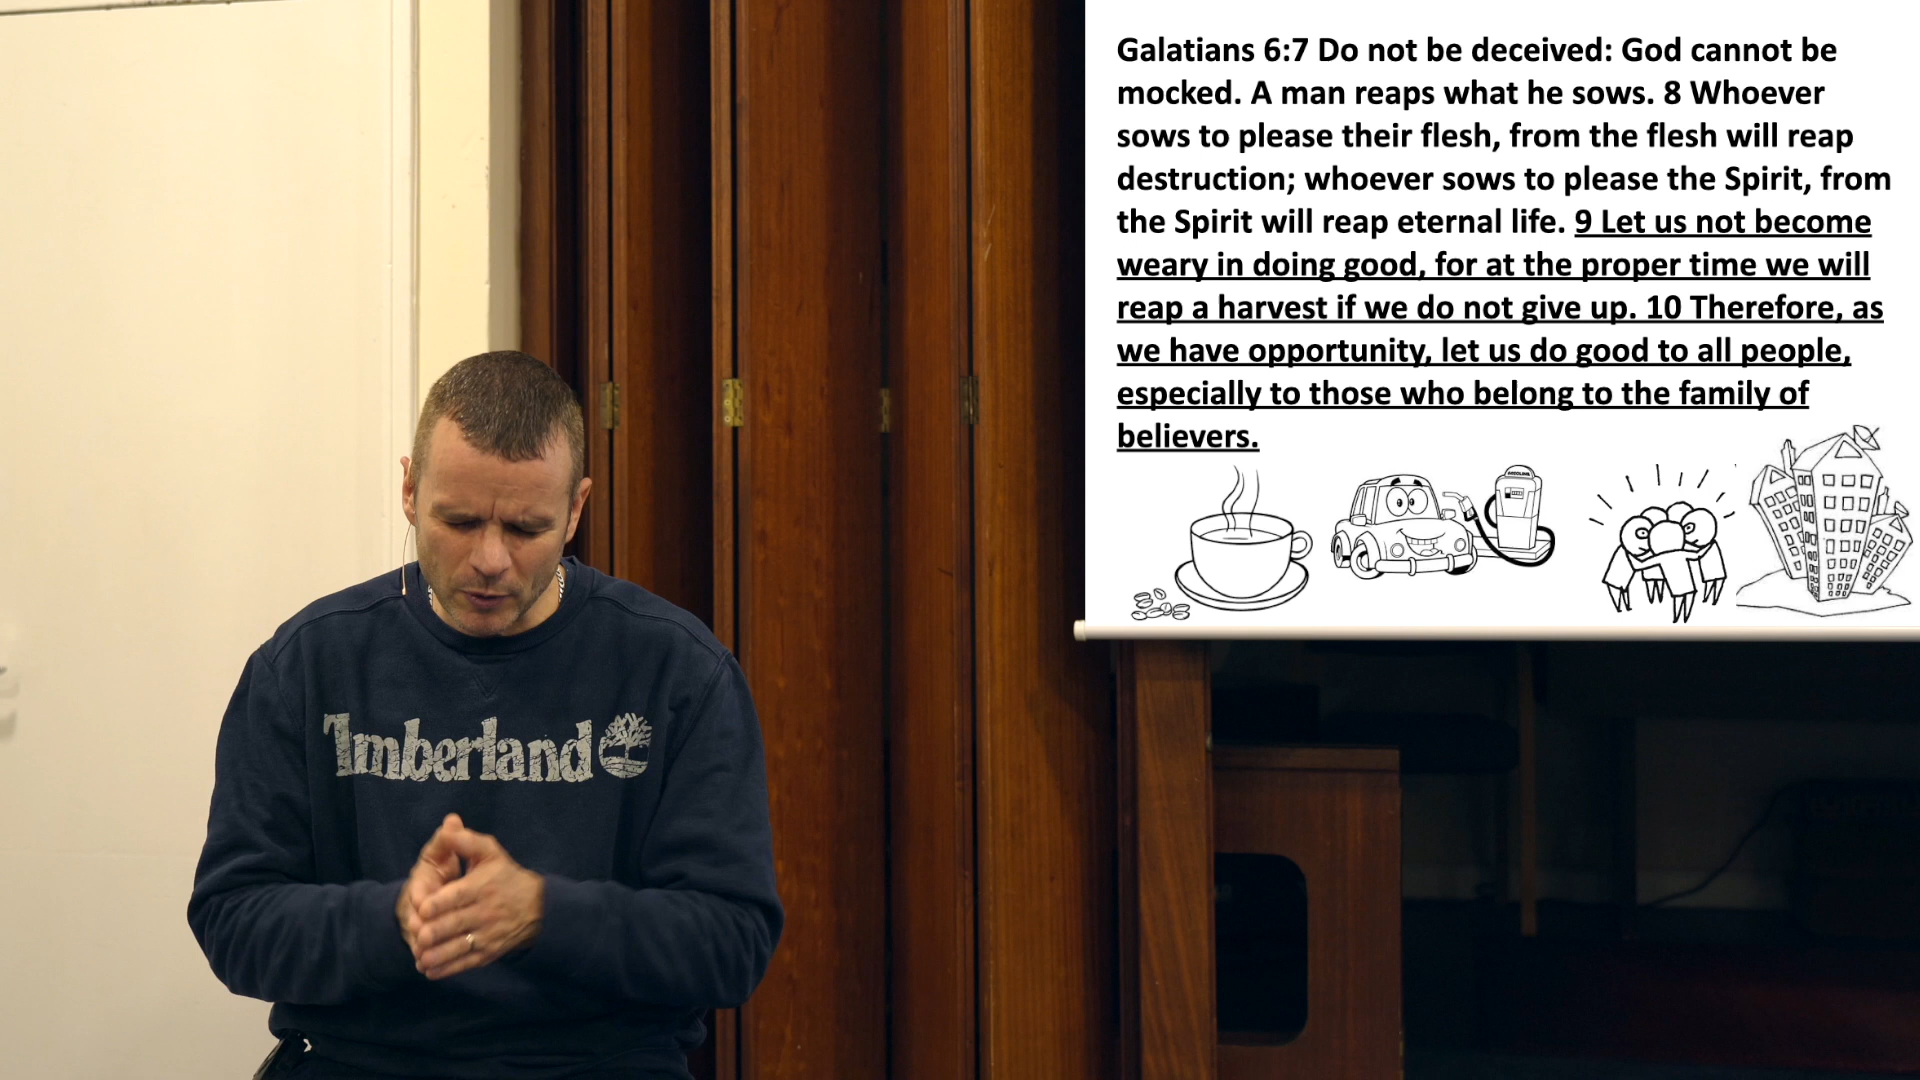 Galatians 6:7 Do not be deceived: God cannot be
mocked. A man reaps what he sows. 8 Whoever
sows to please their flesh, from the flesh will reap
destruction; whoever sows to please the Spirit, from
the Spirit will reap eternal life. 9 Let us not become
weary in doing good, for at the proper time we will
reap a harvest if we do not give up. 10 Therefore, as
we have opportunity, let us do good to all people,
especially to those who belong to the family of
believers.
GASOLINE
Timberland